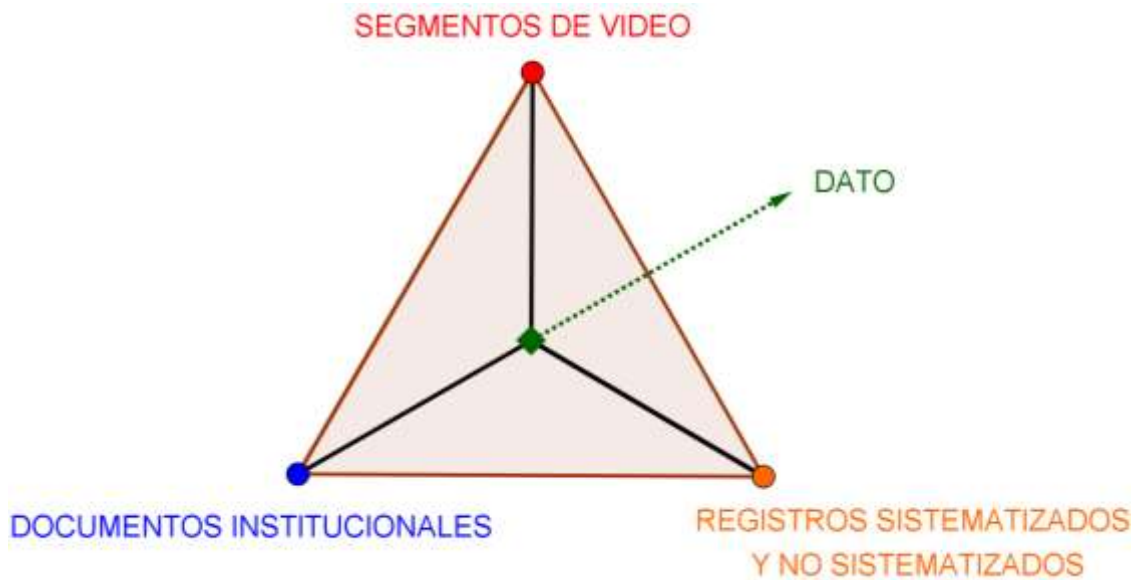 SEGMENTOS DE VIDEO
DATO
DOCUMENTOS INSTITUCIONALES
REGISTROS SISTEMATIZADOS
Y NO SISTEMATIZADOS